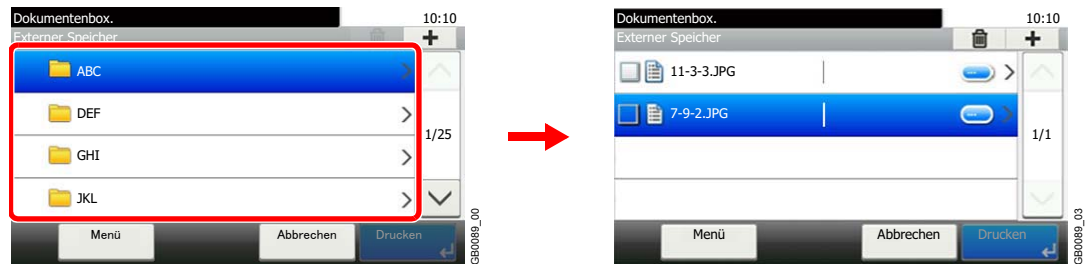 Dokumentenbox.
10:10
Externer Speicher
ABC
DEF
GHI
JKL
1/25
Menü
Abbrechen
Drucken
GB0089_00
Dokumentenbox.
10:10
Externer Speicher
11-3-3.JPG
7-9-2.JPG
1/1
Menü
Abbrechen
Drucken
GB0089_03